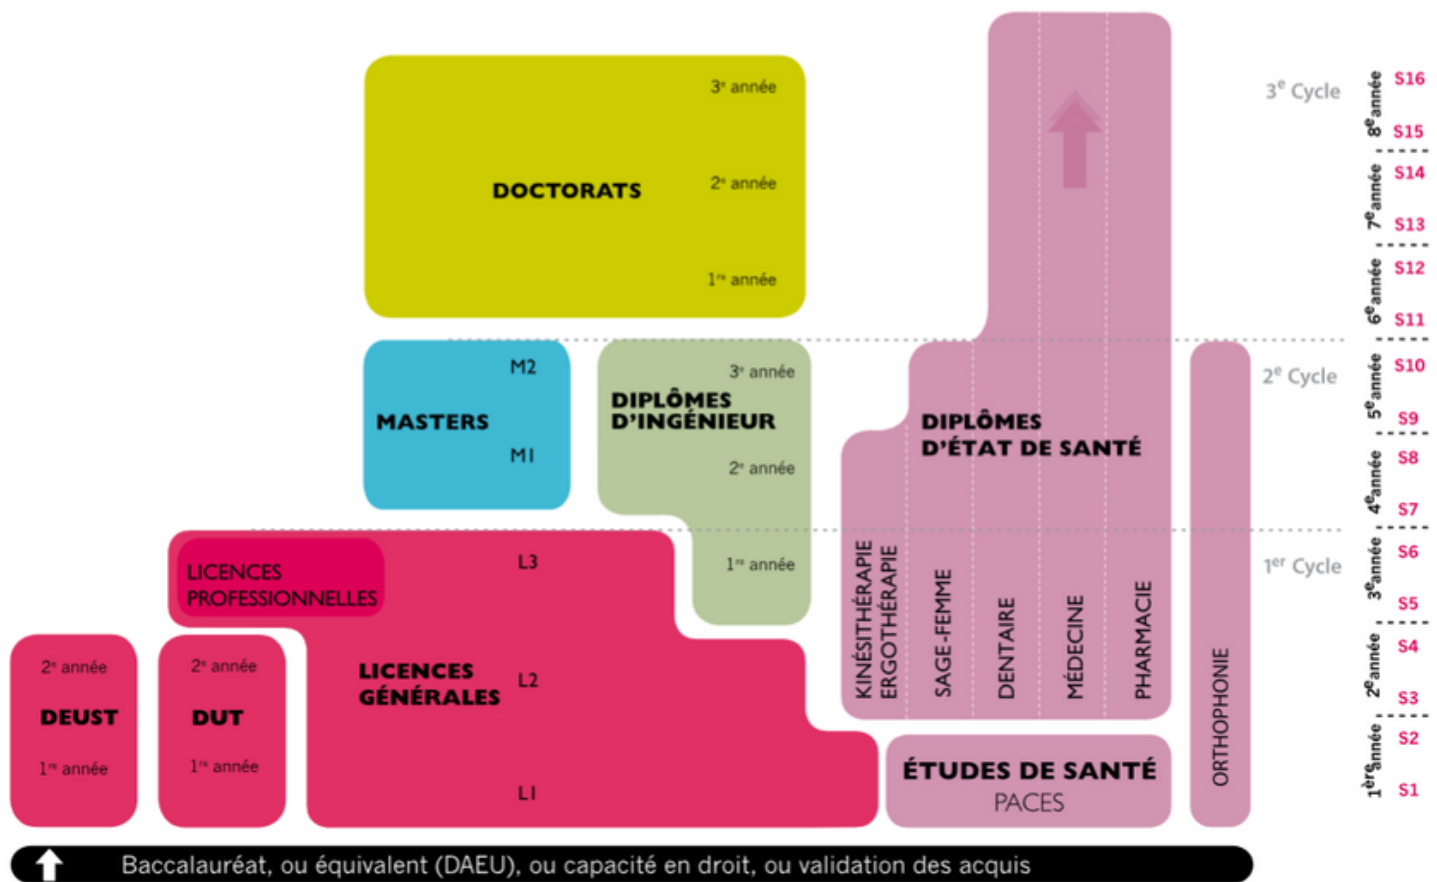 3e année
DOCTORATS
2e année
1re année
M2
MASTERS
M1
3e année
DIPLÔMES
D'INGÉNIEUR
2e année
1re année
DIPLÔMES
D'ÉTAT DE SANTÉ
KINÉSITHÉRAPIE
ERGOTHÉRAPIE
SAGE-FEMME
DENTAIRE
MÉDECINE
PHARMACIE
ORTHOPHONIE
LICENCES
PROFESSIONNELLES
L3
LICENCES
GÉNÉRALES
L2
L1
2e année
DEUST
1re année
2e année
DUT
1re année
ÉTUDES DE SANTÉ
PACES
3e Cycle
2e Cycle
1er Cycle
8e année
S16
S15
7e année
S14
S13
6e année
S12
S11
5e année
S10
S9
4e année
S8
S7
3e année
S6
S5
2e année
S4
S3
1ère année
S2
S1
Baccalauréat, ou équivalent (DAEU), ou capacité en droit, ou validation des acquis